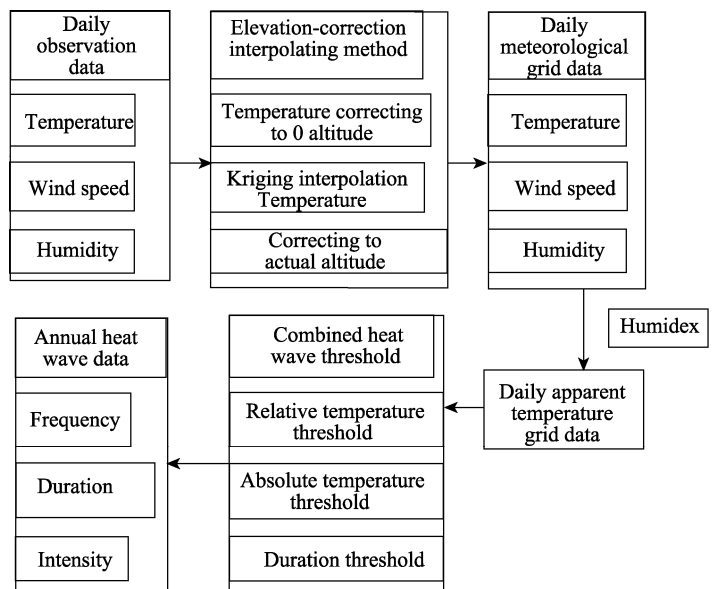 Daily
observation
data
Temperature
Wind speed
Humidity
Elevation-correction
interpolating method
Temperature correcting
to 0 altitude
Kriging interpolation
Temperature
Correcting to
actual altitude
Daily
meteorological
grid data
Temperature
Wind speed
Humidity
Humidex
Daily apparent
temperature
grid data
Combined heat
wave threshold
Relative temperature
threshold
Absolute temperature
threshold
Duration threshold
Annual heat
wave data
Frequency
Duration
Intensity